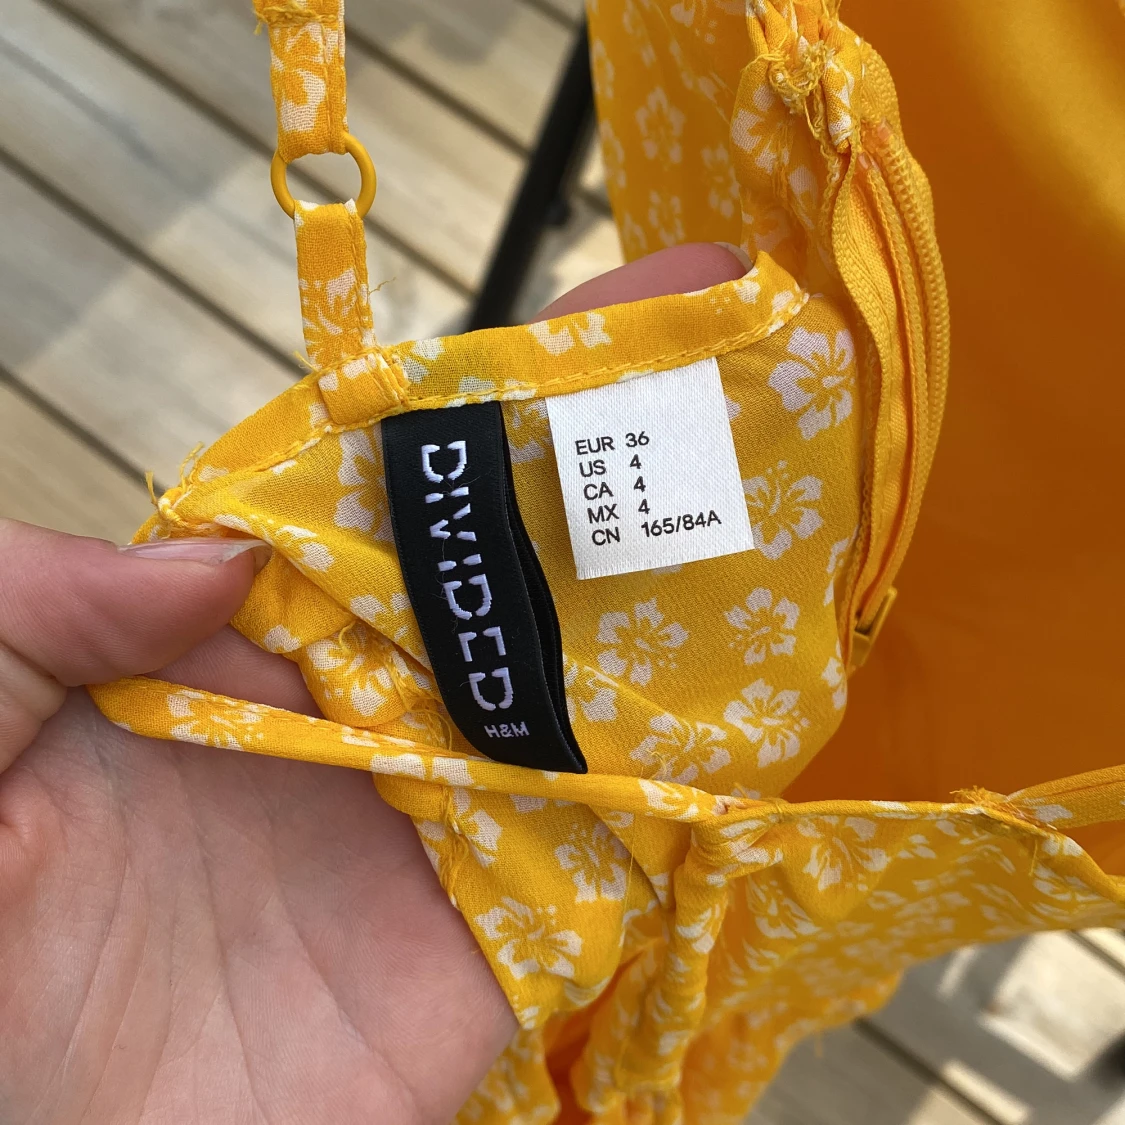 DIVIDED
H&M
EUR 36
US 4
CA 4
MX 4
CN 165/84A